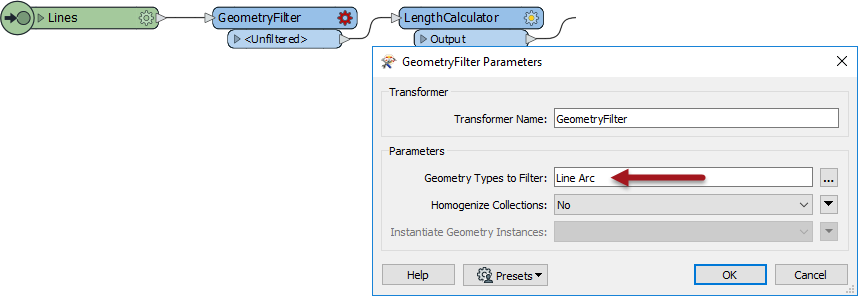 Lines
GeometryFilter
LengthCalculator
<Unfiltered>
Output
GeometryFilter Parameters
Transformer
Transformer Name: GeometryFilter
Parameters
Geometry Types to Filter: Line Arc ...
Homogenize Collections: No
Instantiate Geometry Instances:
Help Presets OK Cancel